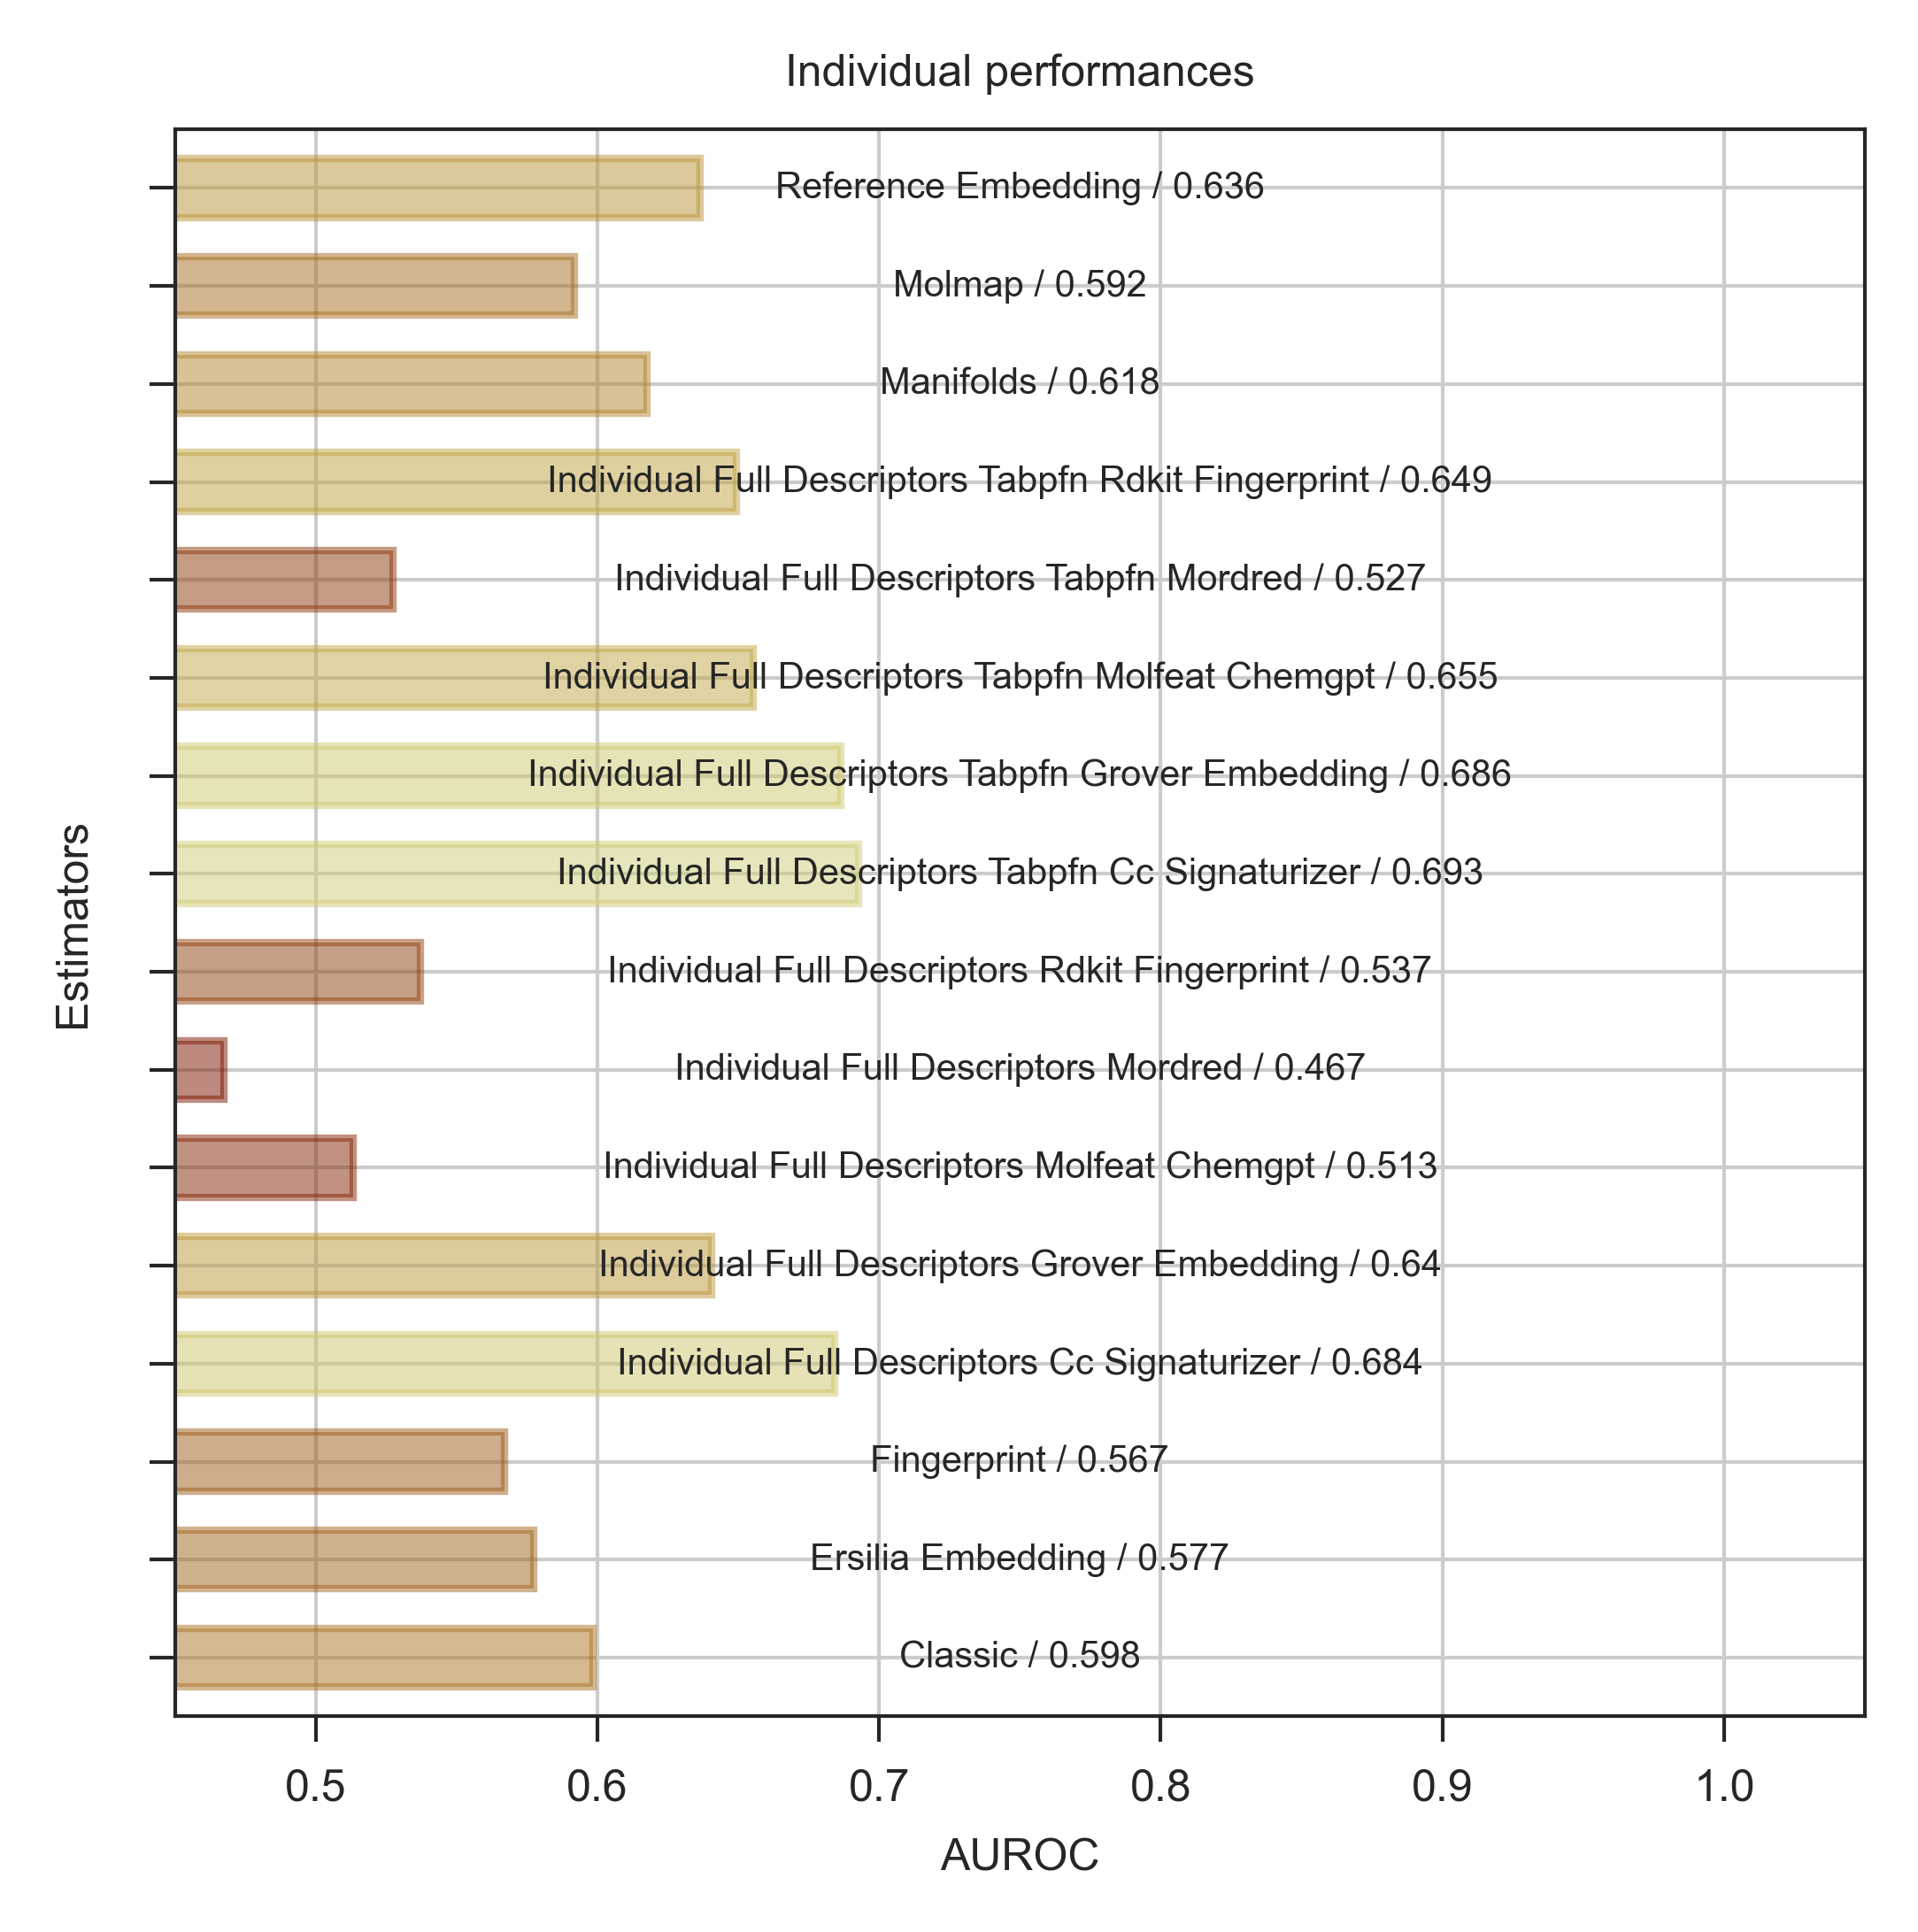 Individual performances
Reference Embedding / 0.636
Molmap / 0.592
Manifolds / 0.618
Individual Full Descriptors Tabpfn Rdkit Fingerprint / 0.649
Individual Full Descriptors Tabpfn Mordred / 0.527
Individual Full Descriptors Tabpfn Molfeat Chemgpt / 0.655
Individual Full Descriptors Tabpfn Grover Embedding / 0.686
Individual Full Descriptors Tabpfn Cc Signaturizer / 0.693
Individual Full Descriptors Rdkit Fingerprint / 0.537
Individual Full Descriptors Mordred / 0.467
Individual Full Descriptors Molfeat Chemgpt / 0.513
Individual Full Descriptors Grover Embedding / 0.64
Individual Full Descriptors Cc Signaturizer / 0.684
Fingerprint / 0.567
Ersilia Embedding / 0.577
Classic / 0.598
Estimators
0.5 0.6 0.7 0.8 0.9 1.0
AUROC